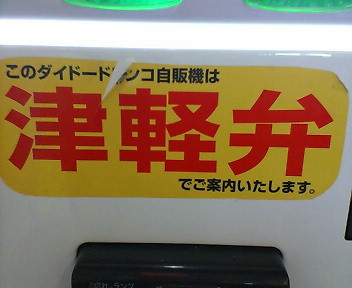 このダイドードリンコ自販機は
津軽弁
でご案内いたします。